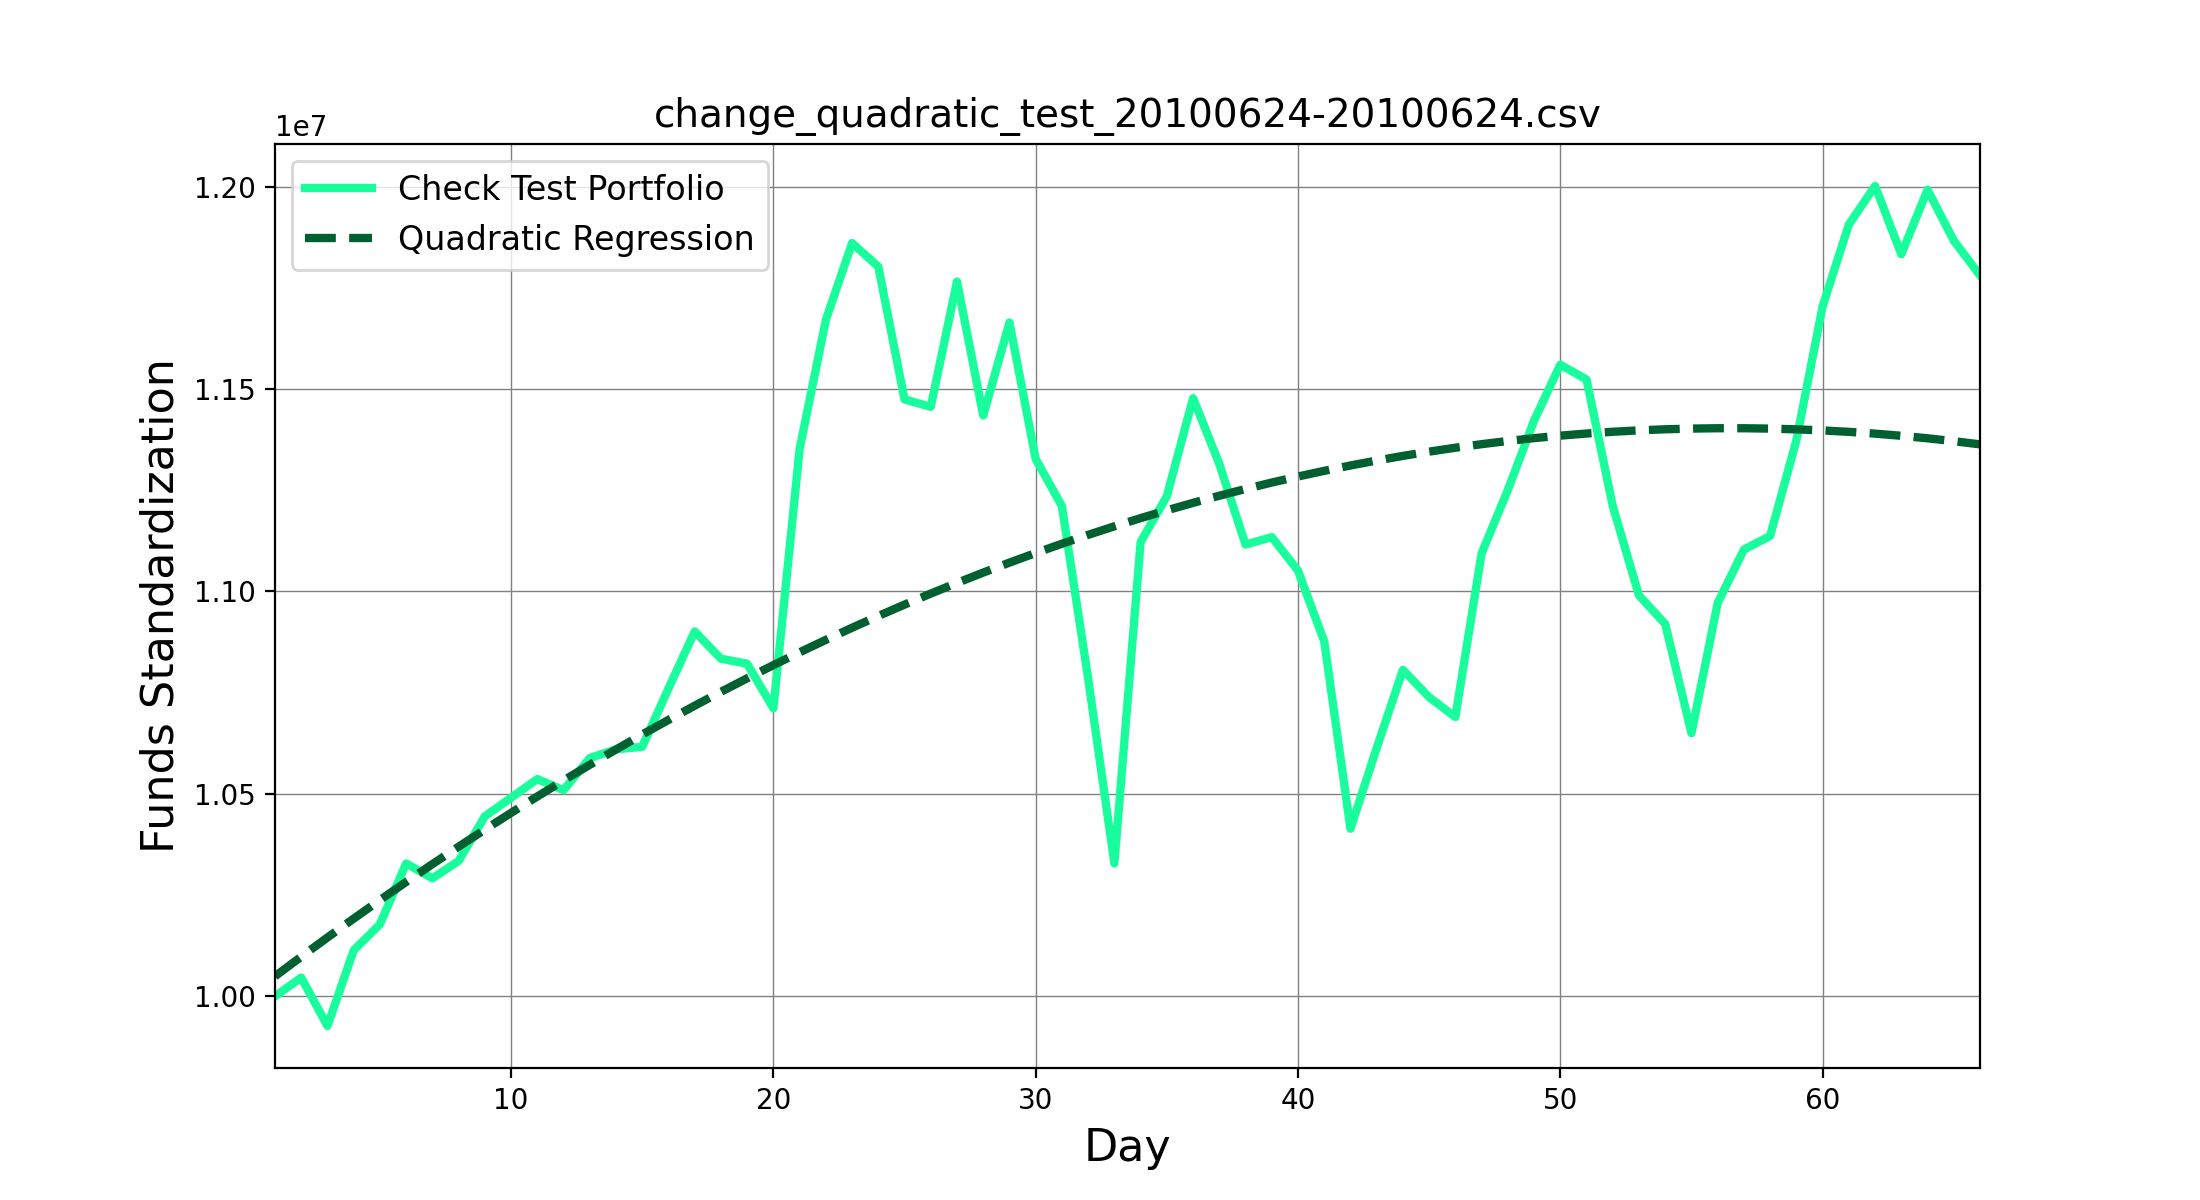 change_quadratic_test_20100624-20100624.csv
1e7
Check Test Portfolio
Quadratic Regression
1.20
1.15
1.10
1.05
1.00
Funds Standardization
10 20 30 40 50 60
Day